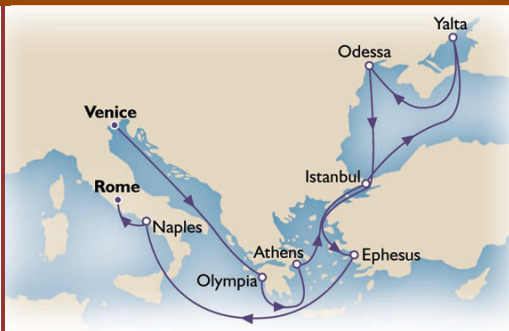 Yalta
Odessa
Venice
Istanbul
Rome
Naples
Athens
Ephesus
Olympia